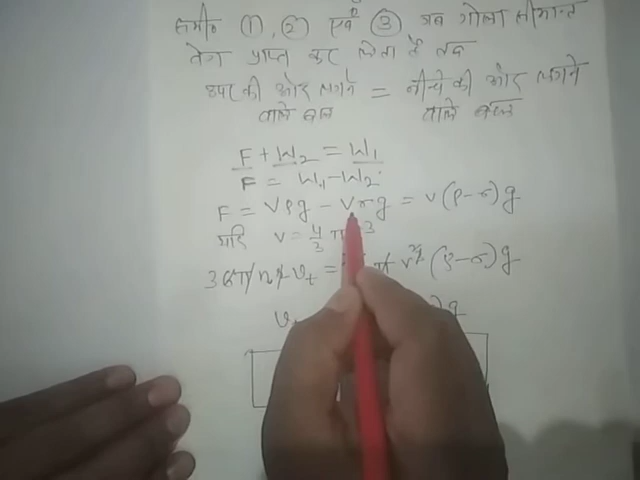 समी० ①, ② एवं ③ जब गोला सीमान्त
वेग प्राप्त कर लेता है तब
ऊपर की ओर लगने = नीचे की ओर लगने
वाले बल वाले बल
F + W₂ = W₁
F = W₁ - W₂
F = Vρg - Vσg = V(ρ-σ)g
यदि V = 4/3 π 3
(ρ-σ)g
)g